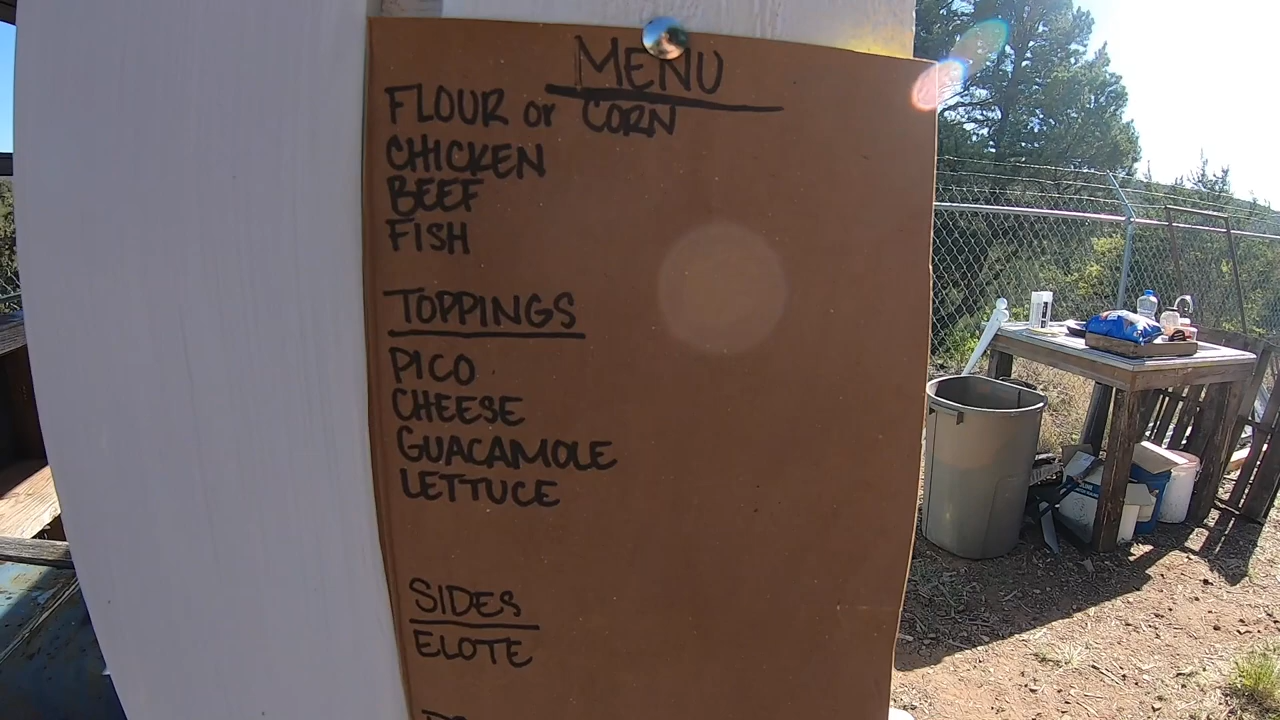 MENU
FLOUR or CORN
CHICKEN
BEEF
FISH
TOPPINGS
PICO
CHEESE
GUACAMOLE
LETTUCE
SIDES
ELOTE